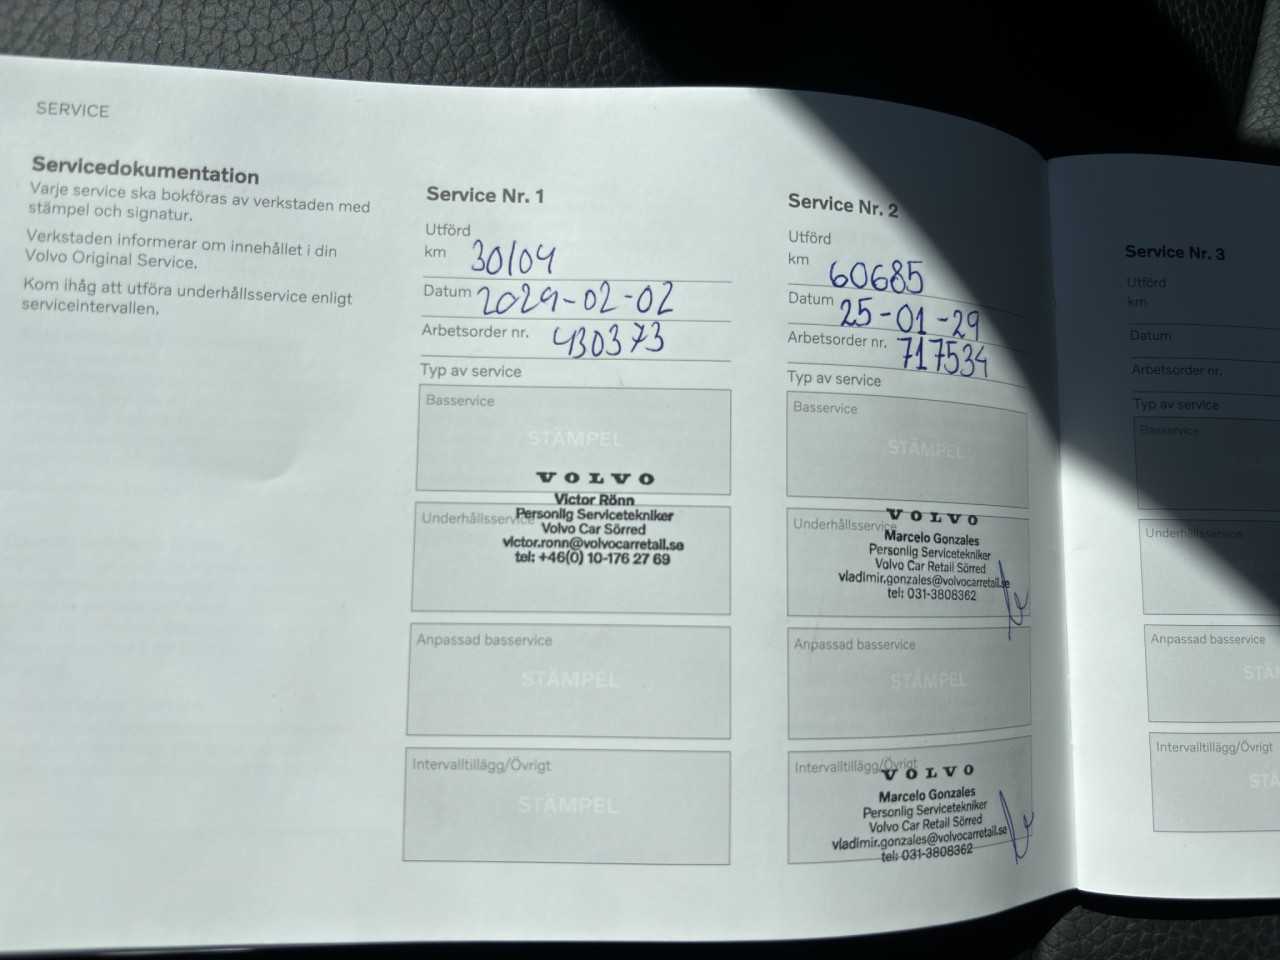 SERVICE
Servicedokumentation
Varje service ska bokföras av verkstaden med
stämpel och signatur.
Verkstaden informerar om innehållet i din
Volvo Original Service.
Kom ihåg att utföra underhållsservice enligt
serviceintervallen.
Service Nr. 1
Utförd
km 30104
Datum 2024-02-02
Arbetsorder nr. 430373
Typ av service
Basservice
STÄMPEL
VOLVO
Victor Rönn
Underhållsservice Personlig Servicetekniker
Volvo Car Sörred
victor.ronn@volvocarretail.se
tel: +46(0) 10-176 27 69
Anpassad basservice
STÄMPEL
Intervalltillägg/Övrigt
STÄMPEL
Service Nr. 2
Utförd
km 60685
Datum 25-01-29
Arbetsorder nr. 717534
Typ av service
Basservice
STÄMPEL
VOLVO
Underhållsservice
Marcelo Gonzales
Personlig Servicetekniker
Volvo Car Retail Sörred
vladimir.gonzales@volvocarretail.se
tel: 031-3808362
Anpassad basservice
STÄMPEL
Intervalltillägg/Övrigt
VOLVO
Marcelo Gonzales
Personlig Servicetekniker
Volvo Car Retail Sörred
vladimir.gonzales@volvocarretail.se
tel: 031-3808362
Service Nr. 3
Utförd
km
Datum
Arbetsorder nr.
Typ av service
Basservice
Underhållsservice
Anpassad basservice
STÄ
Intervalltillägg/Övrigt
STÄ